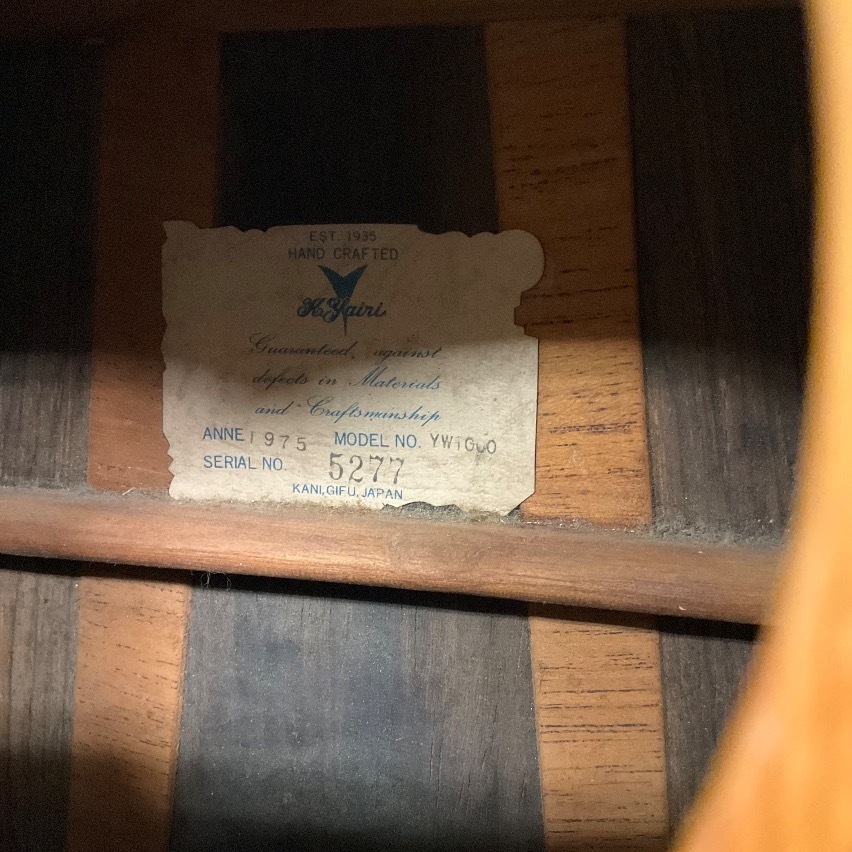 EST. 1935
HAND CRAFTED
K.Yairi
Guaranteed, against
defects in Materials
and Craftsmanship
ANNE 1975 MODEL NO. YW1000
SERIAL NO. 5277
KANI,GIFU,JAPAN